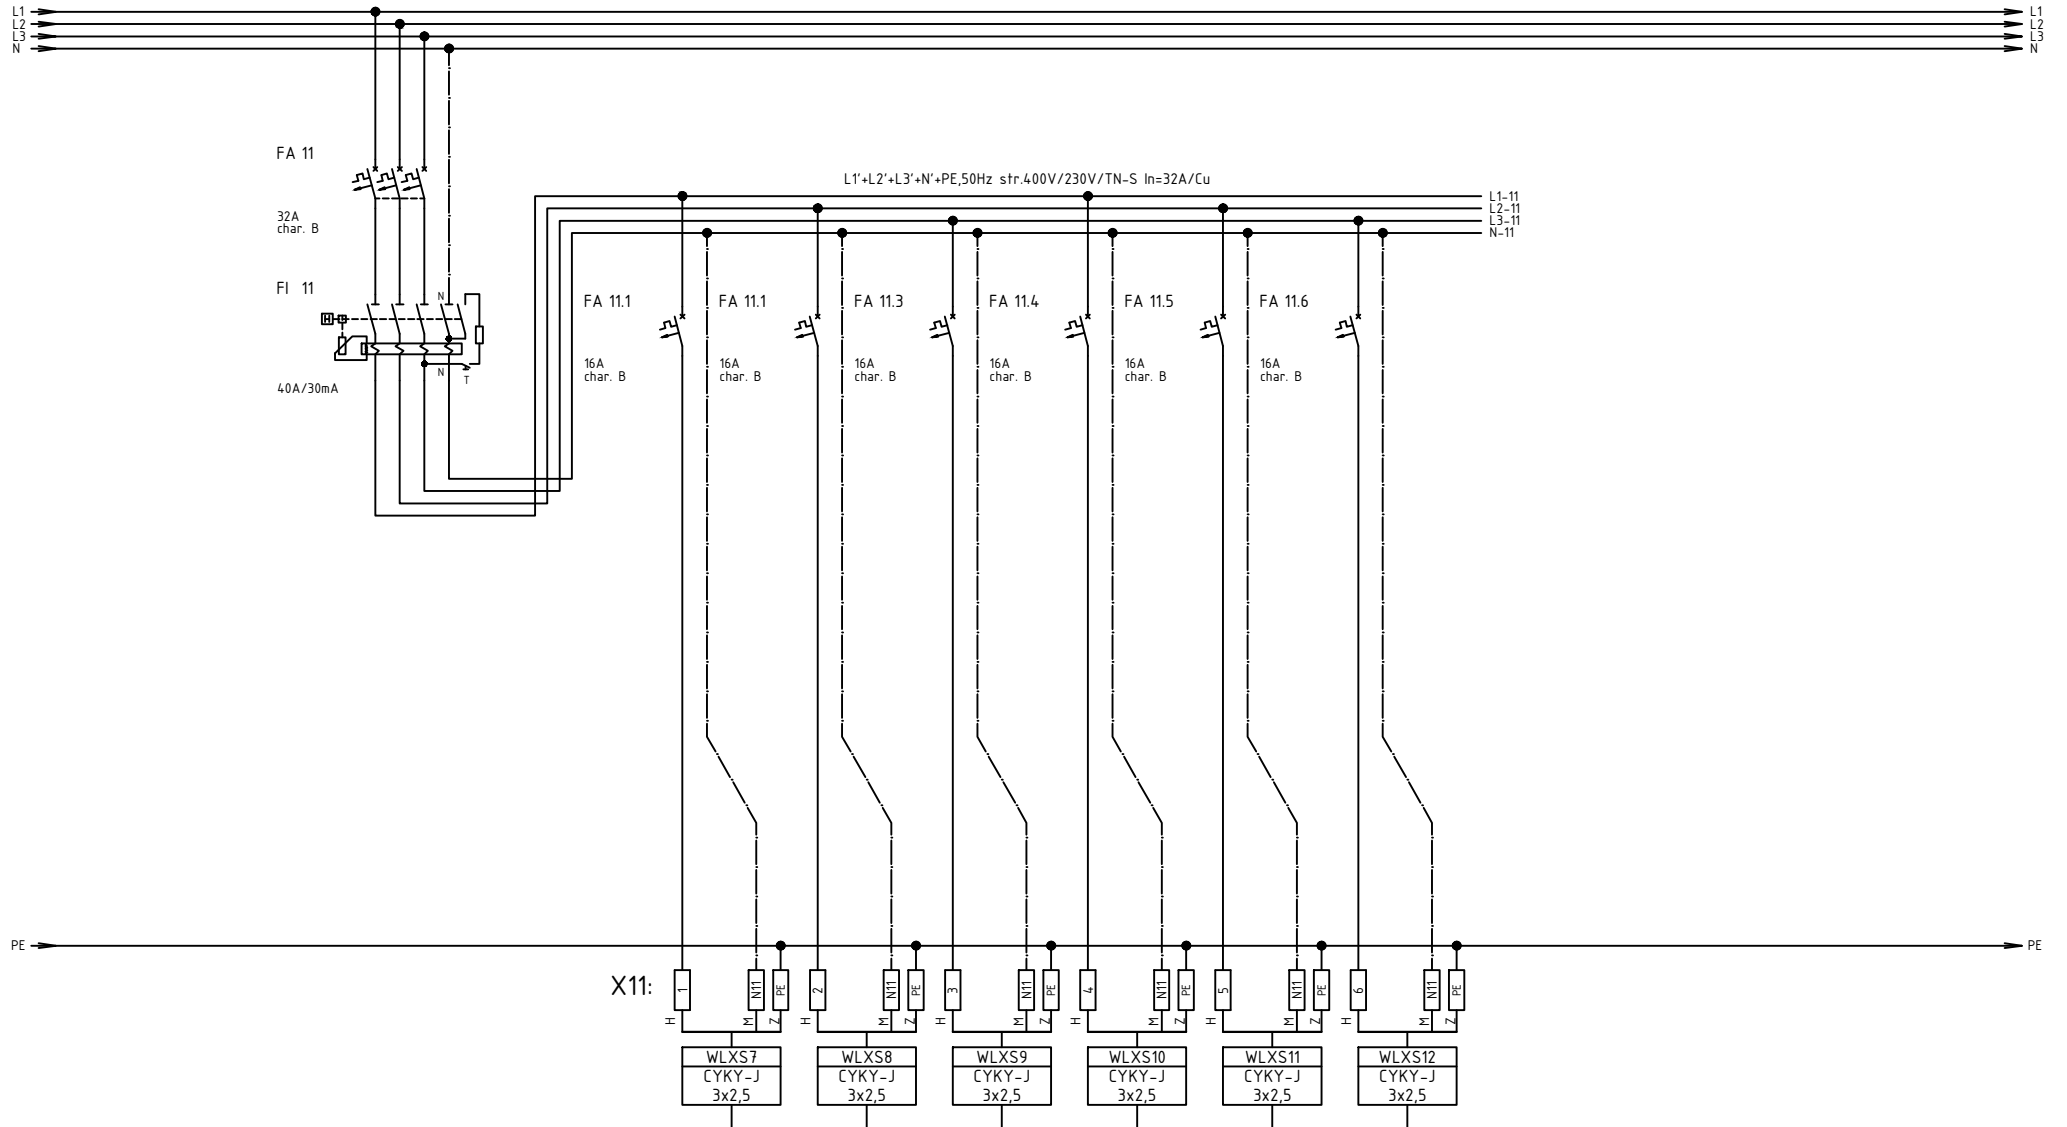 L1 L1
L2 L2
L3 L3
N N
FA 11
32A
char. B
FI 11
N
N
T
40A/30mA
L1'+L2'+L3'+N'+PE,50Hz str.400V/230V/TN-S In=32A/Cu
L1-11
L2-11
L3-11
N-11
FA 11.1 FA 11.1 FA 11.3 FA 11.4 FA 11.5 FA 11.6
16A 16A 16A 16A 16A 16A
char. B char. B char. B char. B char. B char. B
PE PE
X11: 1 N11 PE 2 N11 PE 3 N11 PE 4 N11 PE 5 N11 PE 6 N11 PE
H M Z H M Z H M Z H M Z H M Z H M Z
WLXS7 WLXS8 WLXS9 WLXS10 WLXS11 WLXS12
CYKY-J CYKY-J CYKY-J CYKY-J CYKY-J CYKY-J
3x2,5 3x2,5 3x2,5 3x2,5 3x2,5 3x2,5